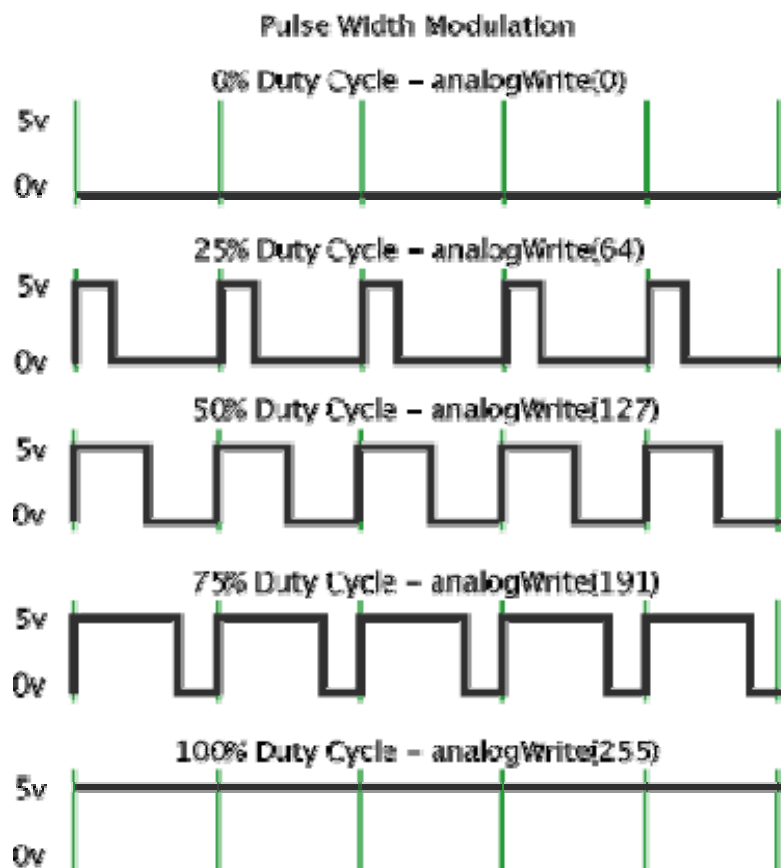 Pulse Width Modulation
0% Duty Cycle – analogWrite(0)
5v
0v
25% Duty Cycle – analogWrite(64)
5v
0v
50% Duty Cycle – analogWrite(127)
5v
0v
75% Duty Cycle – analogWrite(191)
5v
0v
100% Duty Cycle – analogWrite(255)
5v
0v